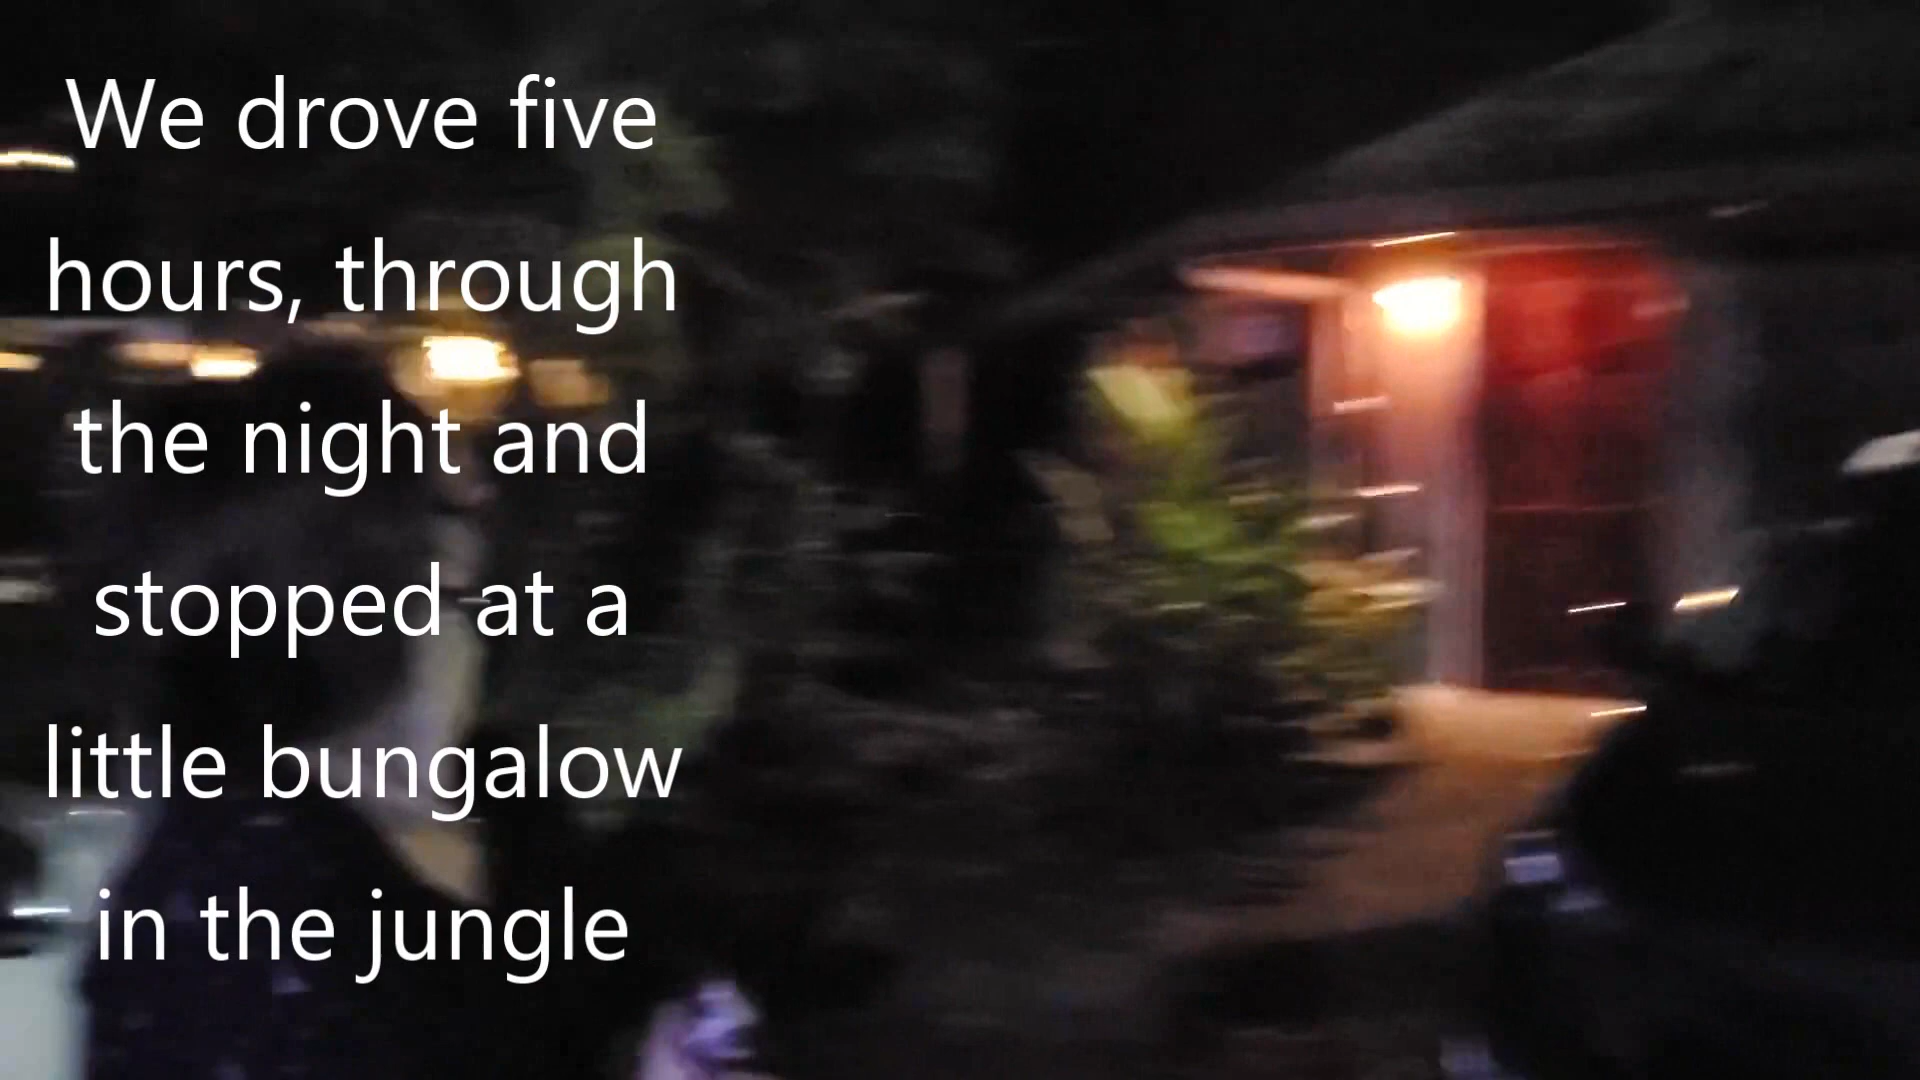 We drove five
hours, through
the night and
stopped at a
little bungalow
in the jungle